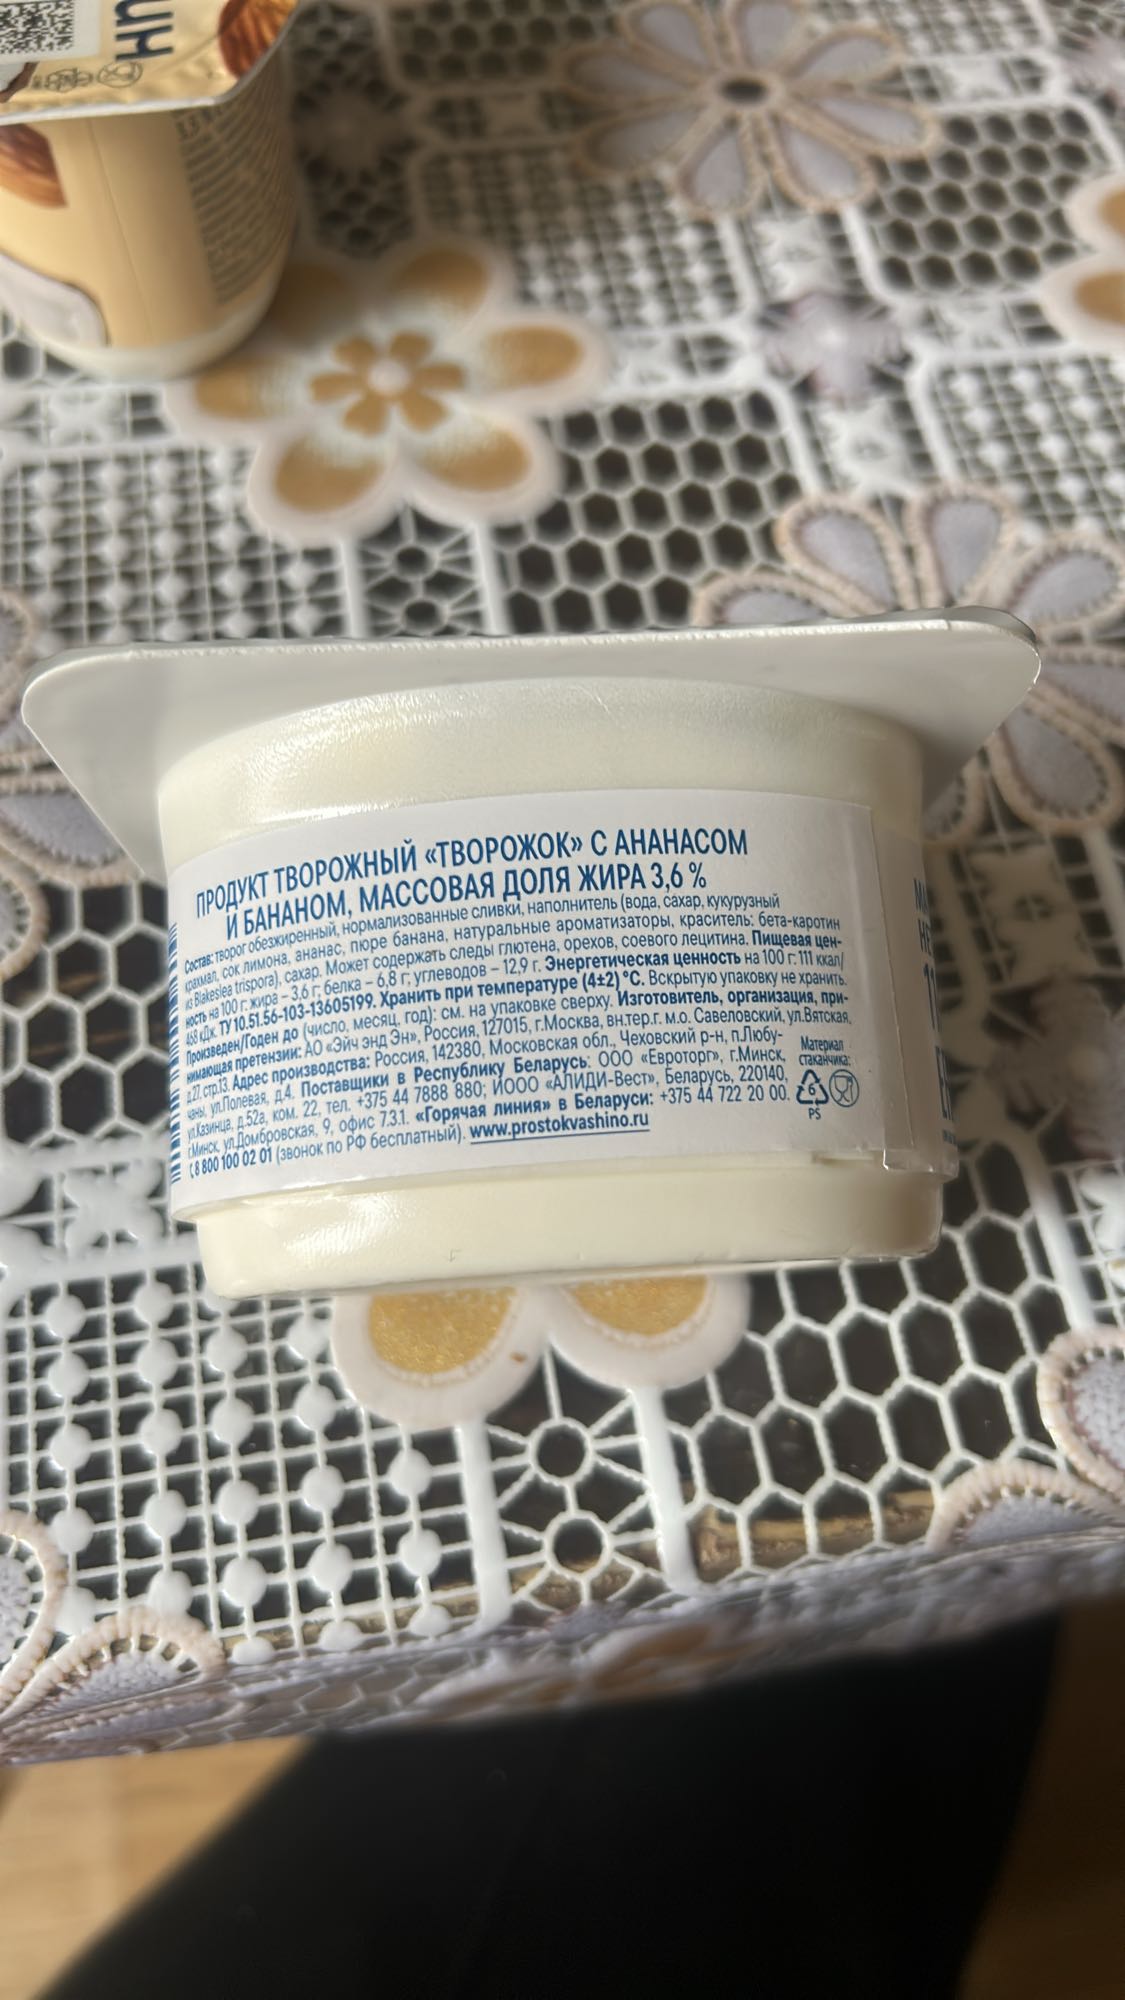 ИН
ПРОДУКТ ТВОРОЖНЫЙ «ТВОРОЖОК» С АНАНАСОМ
И БАНАНОМ, МАССОВАЯ ДОЛЯ ЖИРА 3,6 %
Состав: творог обезжиренный, нормализованные сливки, наполнитель (вода, сахар, кукурузный
крахмал, сок лимона, ананас, пюре банана, натуральные ароматизаторы, краситель: бета-каротин
из Blakeslea trispora), сахар. Может содержать следы глютена, орехов, соевого лецитина. Пищевая цен-
ность на 100 г: жира – 3,6 г; белка – 6,8 г; углеводов – 12,9 г. Энергетическая ценность на 100 г: 111 ккал/
468 кДж. ТУ 10.51.56-103-13605199. Хранить при температуре (4±2) °C. Вскрытую упаковку не хранить.
Произведен/Годен до (число, месяц, год): см. на упаковке сверху. Изготовитель, организация, при-
нимающая претензии: АО «Эйч энд Эн», Россия, 127015, г.Москва, вн.тер.г. м.о. Савеловский, ул.Вятская,
д.27, стр.13. Адрес производства: Россия, 142380, Московская обл., Чеховский р-н, п.Любу-
чаны, ул.Полевая, д.4. Поставщики в Республику Беларусь: ООО «Евроторг», г.Минск,
ул.Казинца, д.52а, ком. 22, тел. +375 44 7888 880; ИООО «АЛИДИ-Вест», Беларусь, 220140,
г.Минск, ул.Домбровская, 9, офис 7.3.1. «Горячая линия» в Беларуси: +375 44 722 20 00.
8 800 100 02 01 (звонок по РФ бесплатный). www.prostokvashino.ru
Материал
стаканчика:
6
PS